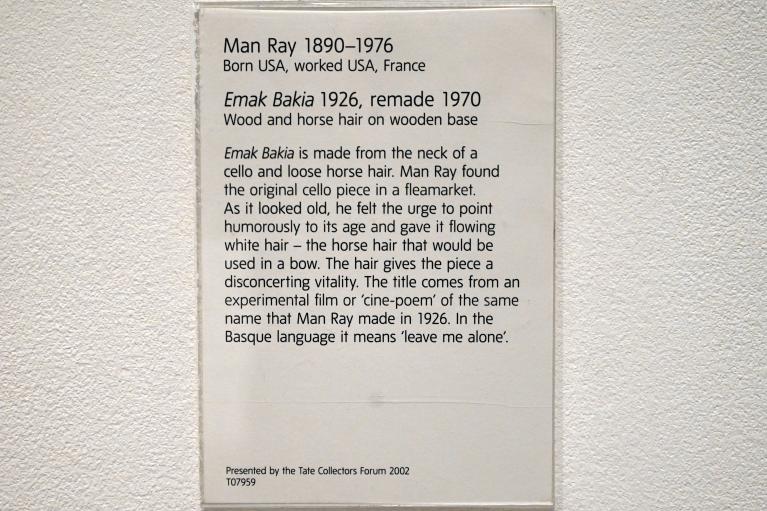 Man Ray 1890–1976
Born USA, worked USA, France
Emak Bakia 1926, remade 1970
Wood and horse hair on wooden base
Emak Bakia is made from the neck of a
cello and loose horse hair. Man Ray found
the original cello piece in a fleamarket.
As it looked old, he felt the urge to point
humorously to its age and gave it flowing
white hair – the horse hair that would be
used in a bow. The hair gives the piece a
disconcerting vitality. The title comes from an
experimental film or ‘cine-poem’ of the same
name that Man Ray made in 1926. In the
Basque language it means ‘leave me alone’.
Presented by the Tate Collectors Forum 2002
T07959